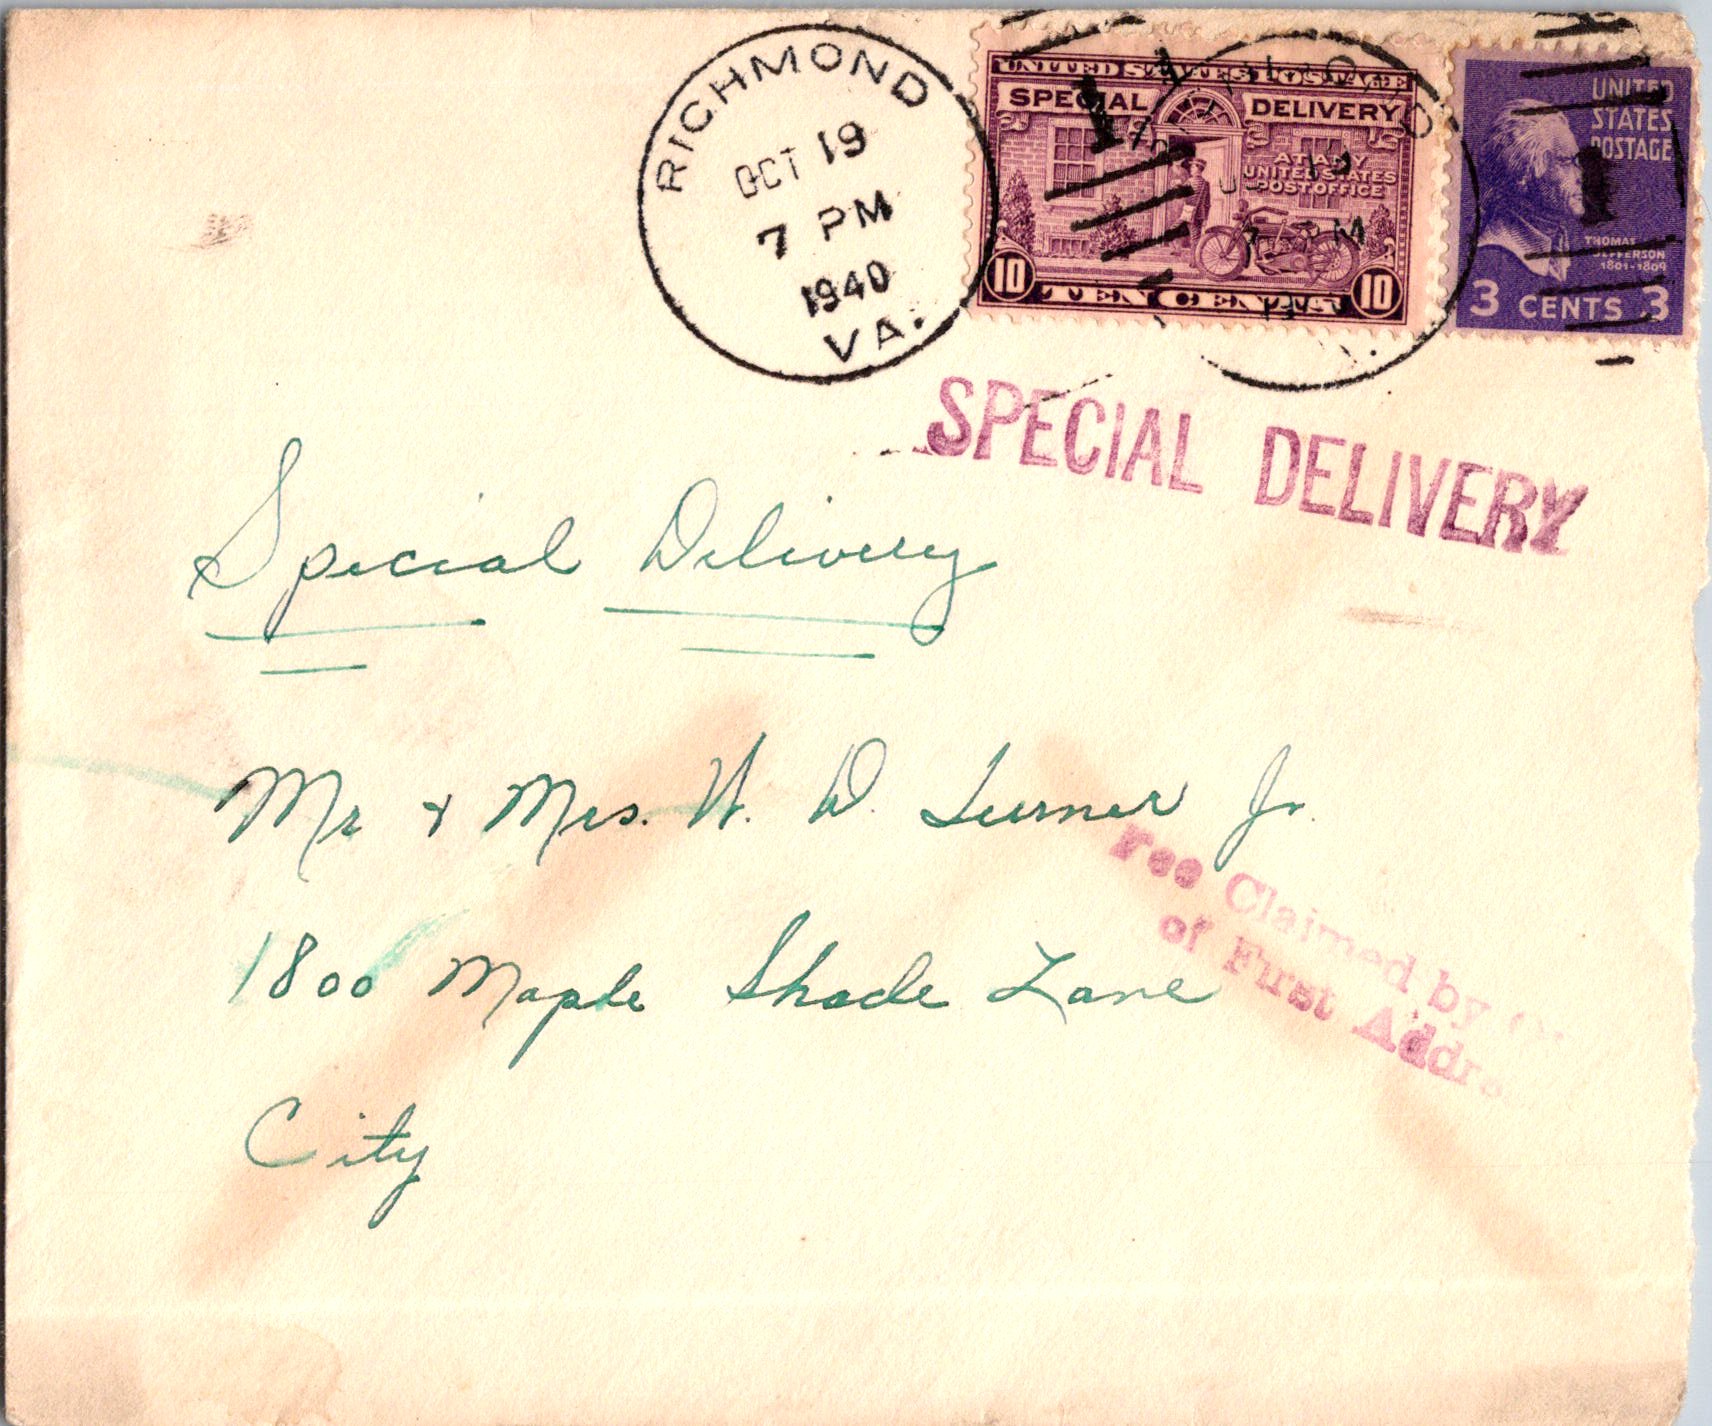 RICHMOND
OCT 19
7 PM
1940
VA.
UNITED STATES POSTAGE
SPECIAL DELIVERY
AT ANY
UNITED STATES
POST OFFICE
10 TEN CENTS 10
UNITED
STATES
POSTAGE
THOMAS
JEFFERSON
1801-1809
3 CENTS 3
SPECIAL DELIVERY
Special Delivery
Mr & Mrs. W. D. Turner Jr.
1800 Maple Shade Lane
City
Fee Claimed by
of First Addr